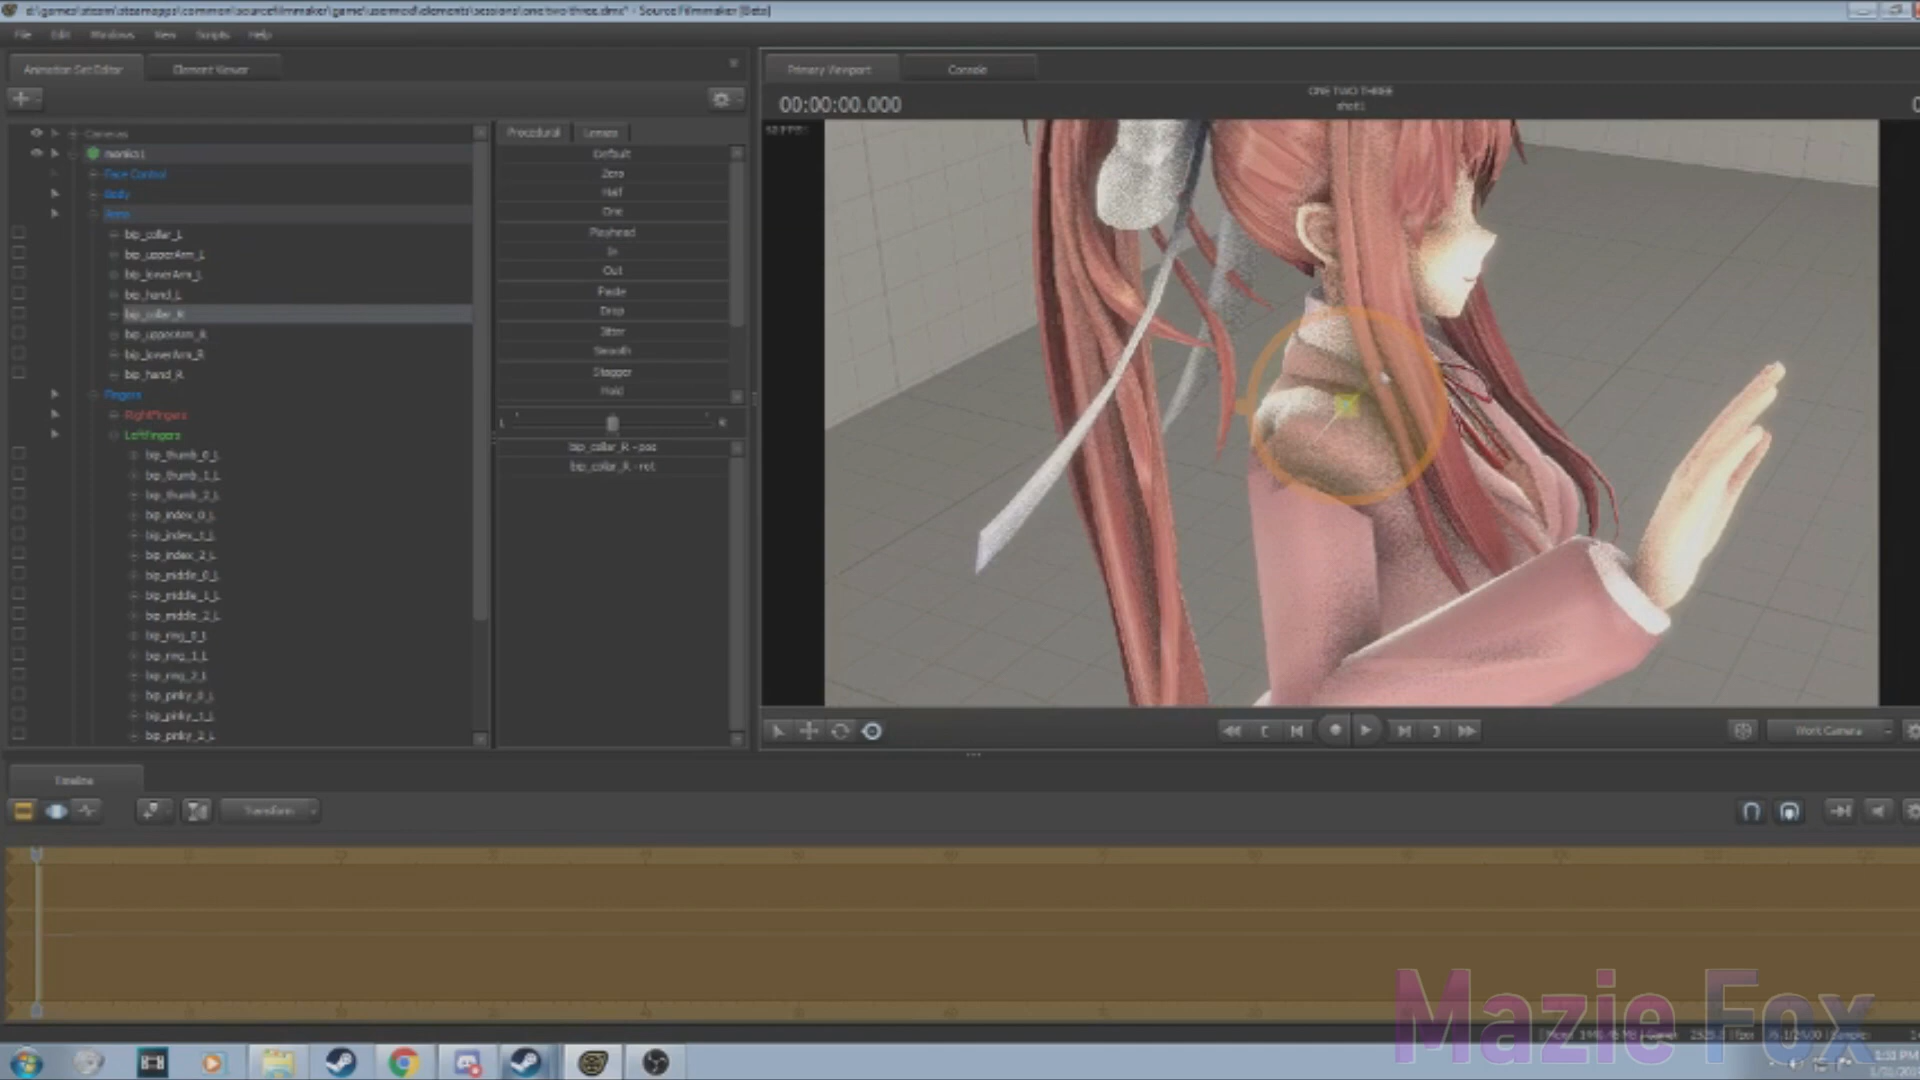 d:\games\steam\steamapps\common\sourcefilmmaker\game\usermod\elements\sessions\one two three.dmx* - Source Filmmaker [Beta]
File Edit Windows View Scripts Help
Animation Set Editor Element Viewer
Primary Viewport Console
00:00:00.000
ONE TWO THREE
shot1
Cameras
monika1
Face Control
Body
Arms
bip_collar_L
bip_upperArm_L
bip_lowerArm_L
bip_hand_L
bip_collar_R
bip_upperArm_R
bip_lowerArm_R
bip_hand_R
Fingers
RightFingers
LeftFingers
bip_thumb_0_L
bip_thumb_1_L
bip_thumb_2_L
bip_index_0_L
bip_index_1_L
bip_index_2_L
bip_middle_0_L
bip_middle_1_L
bip_middle_2_L
bip_ring_0_L
bip_ring_1_L
bip_ring_2_L
bip_pinky_0_L
bip_pinky_1_L
bip_pinky_2_L
Procedural Lenses
Default
Zero
Half
One
Playhead
In
Out
Paste
Drop
Jitter
Smooth
Stagger
Hold
L R
bip_collar_R - pos
bip_collar_R - rot
Work Camera
Timeline
Transform
Mazie Fox